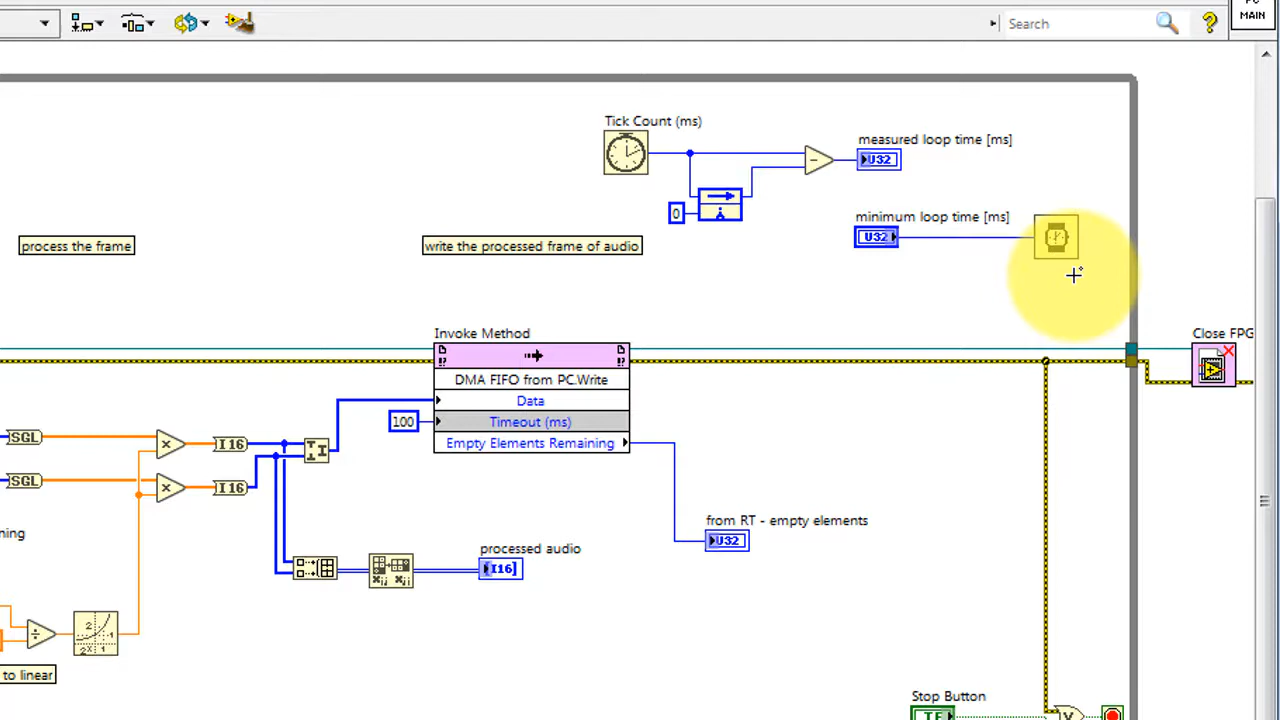 PC
MAIN
Search
Tick Count (ms)
measured loop time [ms]
U32
0
minimum loop time [ms]
U32
process the frame
write the processed frame of audio
Invoke Method
Close FPG
DMA FIFO from PC.Write
Data
100
Timeout (ms)
Empty Elements Remaining
SGL
I16
SGL
I16
from RT - empty elements
U32
ning
processed audio
I16]
2
to linear
Stop Button
TF